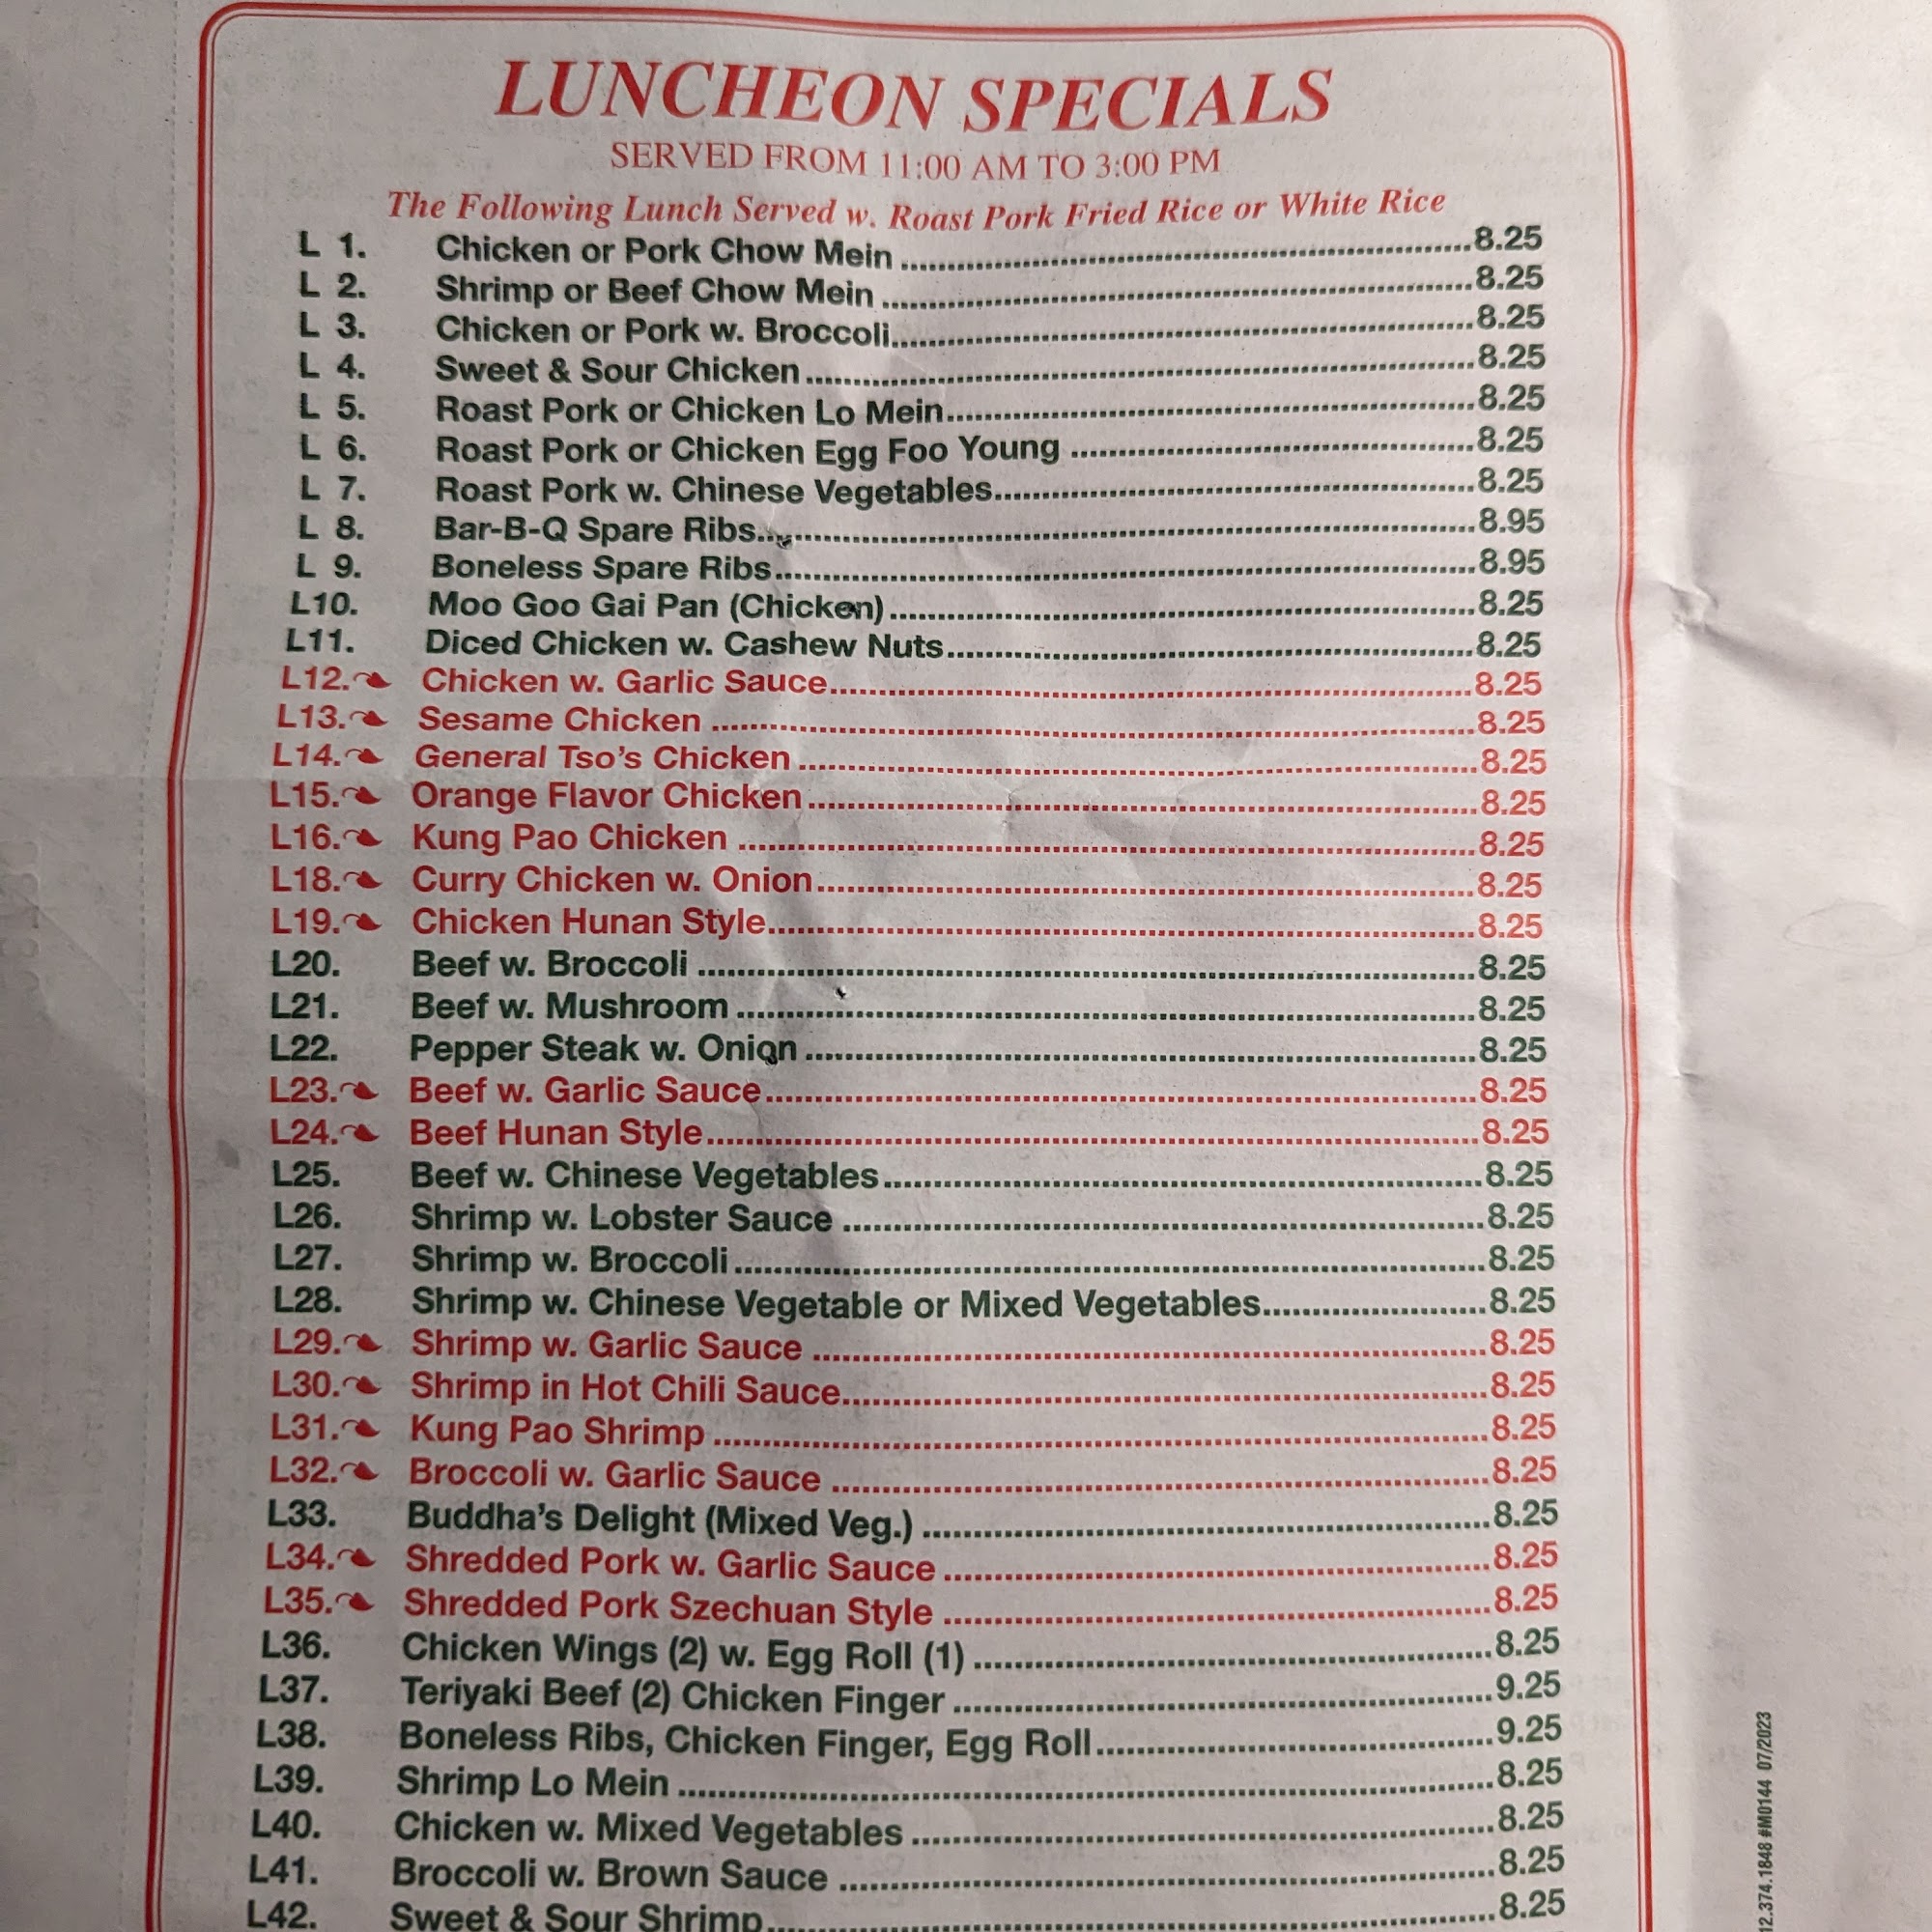 LUNCHEON SPECIALS
SERVED FROM 11:00 AM TO 3:00 PM
The Following Lunch Served w. Roast Pork Fried Rice or White Rice
L 1. Chicken or Pork Chow Mein 8.25
L 2. Shrimp or Beef Chow Mein 8.25
L 3. Chicken or Pork w. Broccoli 8.25
L 4. Sweet & Sour Chicken 8.25
L 5. Roast Pork or Chicken Lo Mein 8.25
L 6. Roast Pork or Chicken Egg Foo Young 8.25
L 7. Roast Pork w. Chinese Vegetables 8.25
L 8. Bar-B-Q Spare Ribs 8.95
L 9. Boneless Spare Ribs 8.95
L10. Moo Goo Gai Pan (Chicken) 8.25
L11. Diced Chicken w. Cashew Nuts 8.25
L12. Chicken w. Garlic Sauce 8.25
L13. Sesame Chicken 8.25
L14. General Tso's Chicken 8.25
L15. Orange Flavor Chicken 8.25
L16. Kung Pao Chicken 8.25
L18. Curry Chicken w. Onion 8.25
L19. Chicken Hunan Style 8.25
L20. Beef w. Broccoli 8.25
L21. Beef w. Mushroom 8.25
L22. Pepper Steak w. Onion 8.25
L23. Beef w. Garlic Sauce 8.25
L24. Beef Hunan Style 8.25
L25. Beef w. Chinese Vegetables 8.25
L26. Shrimp w. Lobster Sauce 8.25
L27. Shrimp w. Broccoli 8.25
L28. Shrimp w. Chinese Vegetable or Mixed Vegetables 8.25
L29. Shrimp w. Garlic Sauce 8.25
L30. Shrimp in Hot Chili Sauce 8.25
L31. Kung Pao Shrimp 8.25
L32. Broccoli w. Garlic Sauce 8.25
L33. Buddha's Delight (Mixed Veg.) 8.25
L34. Shredded Pork w. Garlic Sauce 8.25
L35. Shredded Pork Szechuan Style 8.25
L36. Chicken Wings (2) w. Egg Roll (1) 8.25
L37. Teriyaki Beef (2) Chicken Finger 9.25
L38. Boneless Ribs, Chicken Finger, Egg Roll 9.25
L39. Shrimp Lo Mein 8.25
L40. Chicken w. Mixed Vegetables 8.25
L41. Broccoli w. Brown Sauce 8.25
L42. Sweet & Sour Shrimp 8.25
12.374.1848 #M0144 07/2023